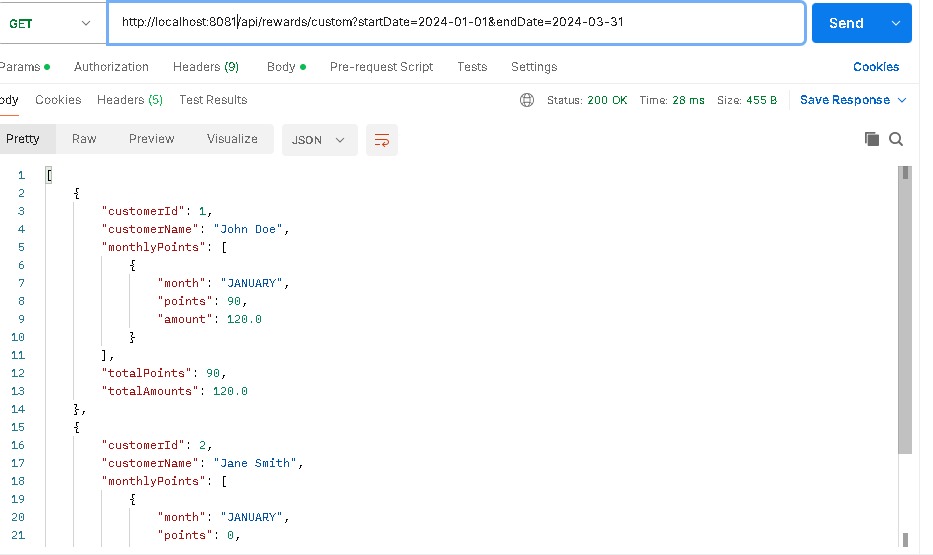 GET http://localhost:8081/api/rewards/custom?startDate=2024-01-01&endDate=2024-03-31 Send
Params Authorization Headers (9) Body Pre-request Script Tests Settings Cookies
ody Cookies Headers (5) Test Results Status: 200 OK Time: 28 ms Size: 455 B Save Response
Pretty Raw Preview Visualize JSON
1 [
2 {
3 "customerId": 1,
4 "customerName": "John Doe",
5 "monthlyPoints": [
6 {
7 "month": "JANUARY",
8 "points": 90,
9 "amount": 120.0
10 }
11 ],
12 "totalPoints": 90,
13 "totalAmounts": 120.0
14 },
15 {
16 "customerId": 2,
17 "customerName": "Jane Smith",
18 "monthlyPoints": [
19 {
20 "month": "JANUARY",
21 "points": 0,